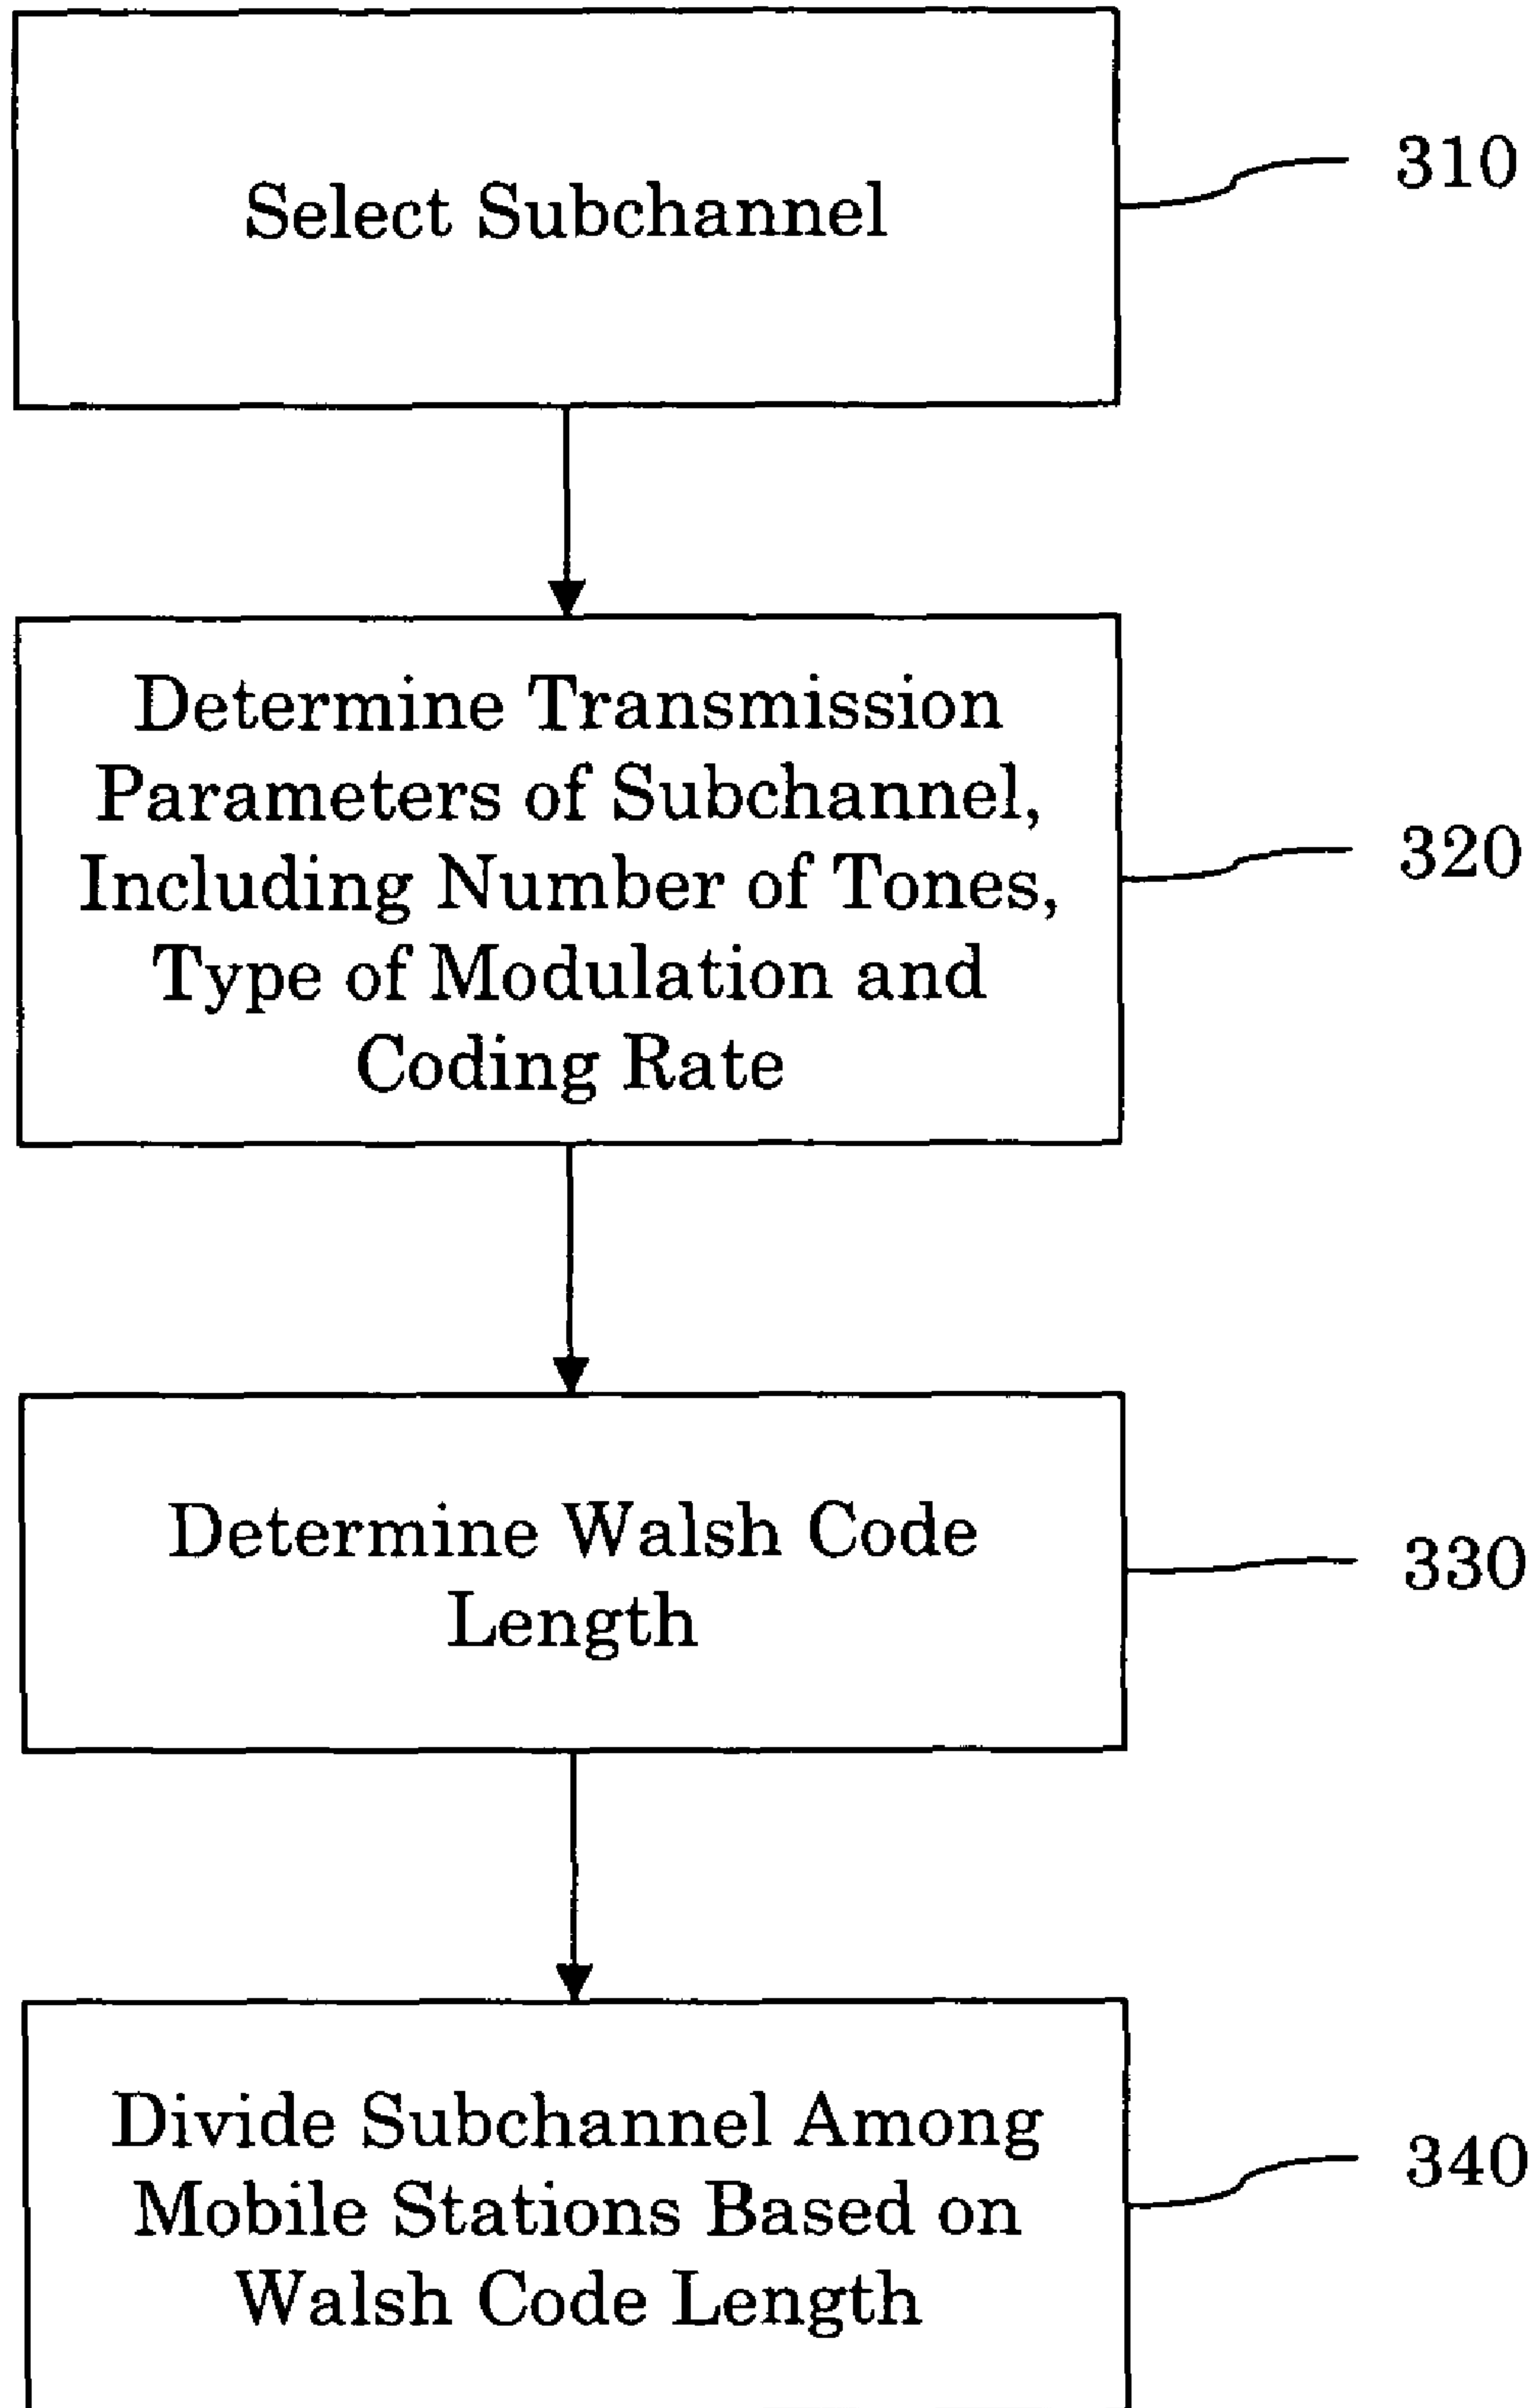 Select Subchannel
310
Determine Transmission
Parameters of Subchannel,
Including Number of Tones,
Type of Modulation and
Coding Rate
320
Determine Walsh Code
Length
330
Divide Subchannel Among
Mobile Stations Based on
Walsh Code Length
340